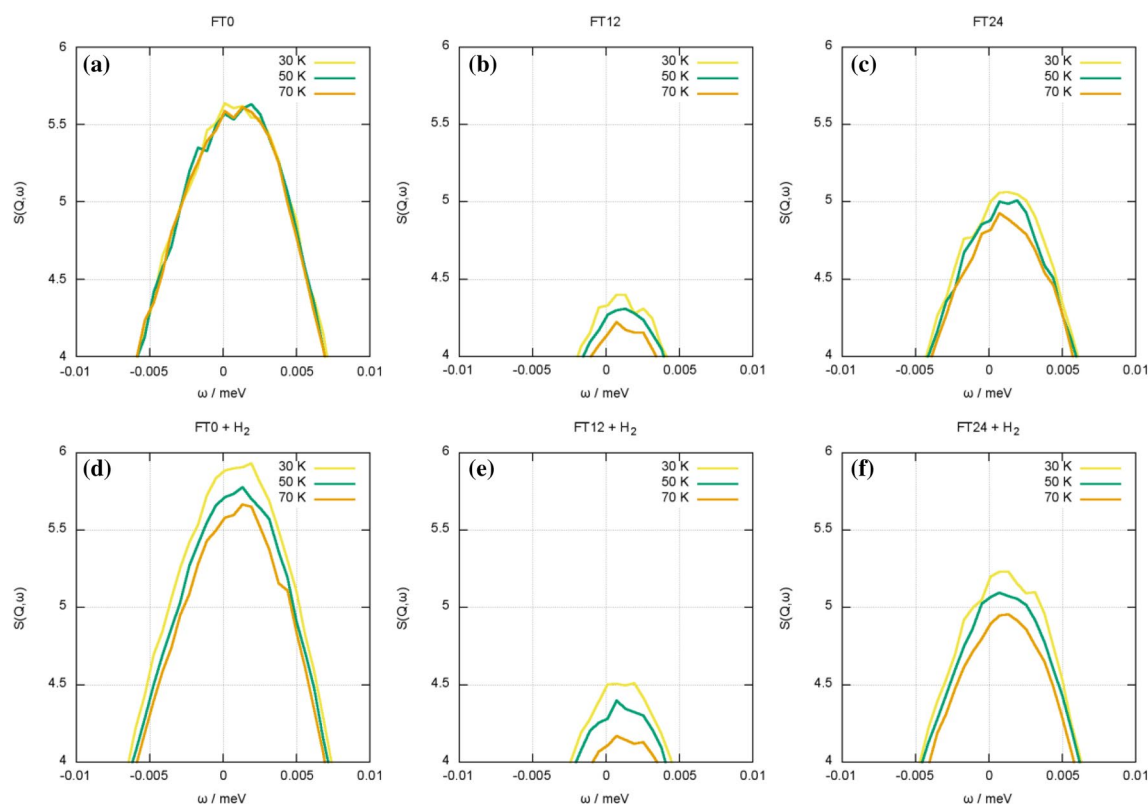 FT0
(a)
30 K
50 K
70 K
6
5.5
5
4.5
4
S(Q,ω)
-0.01
-0.005
0
0.005
0.01
ω / meV
FT12
(b)
30 K
50 K
70 K
6
5.5
5
4.5
4
S(Q,ω)
-0.01
-0.005
0
0.005
0.01
ω / meV
FT24
(c)
30 K
50 K
70 K
6
5.5
5
4.5
4
S(Q,ω)
-0.01
-0.005
0
0.005
0.01
ω / meV
FT0 + H₂
(d)
30 K
50 K
70 K
6
5.5
5
4.5
4
S(Q,ω)
-0.01
-0.005
0
0.005
0.01
ω / meV
FT12 + H₂
(e)
30 K
50 K
70 K
6
5.5
5
4.5
4
S(Q,ω)
-0.01
-0.005
0
0.005
0.01
ω / meV
FT24 + H₂
(f)
30 K
50 K
70 K
6
5.5
5
4.5
4
S(Q,ω)
-0.01
-0.005
0
0.005
0.01
ω / meV